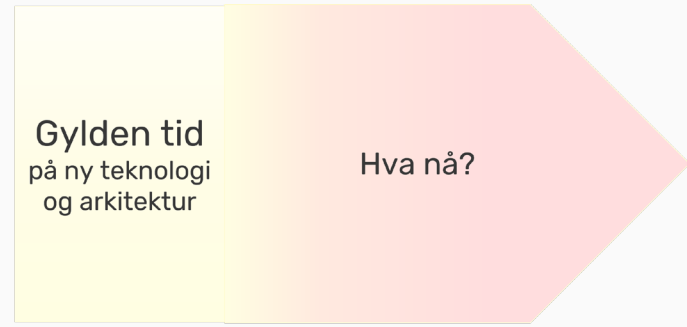 Gylden tid
på ny teknologi
og arkitektur
Hva nå?